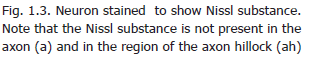 Fig. 1.3. Neuron stained to show Nissl substance.
Note that the Nissl substance is not present in the
axon (a) and in the region of the axon hillock (ah)